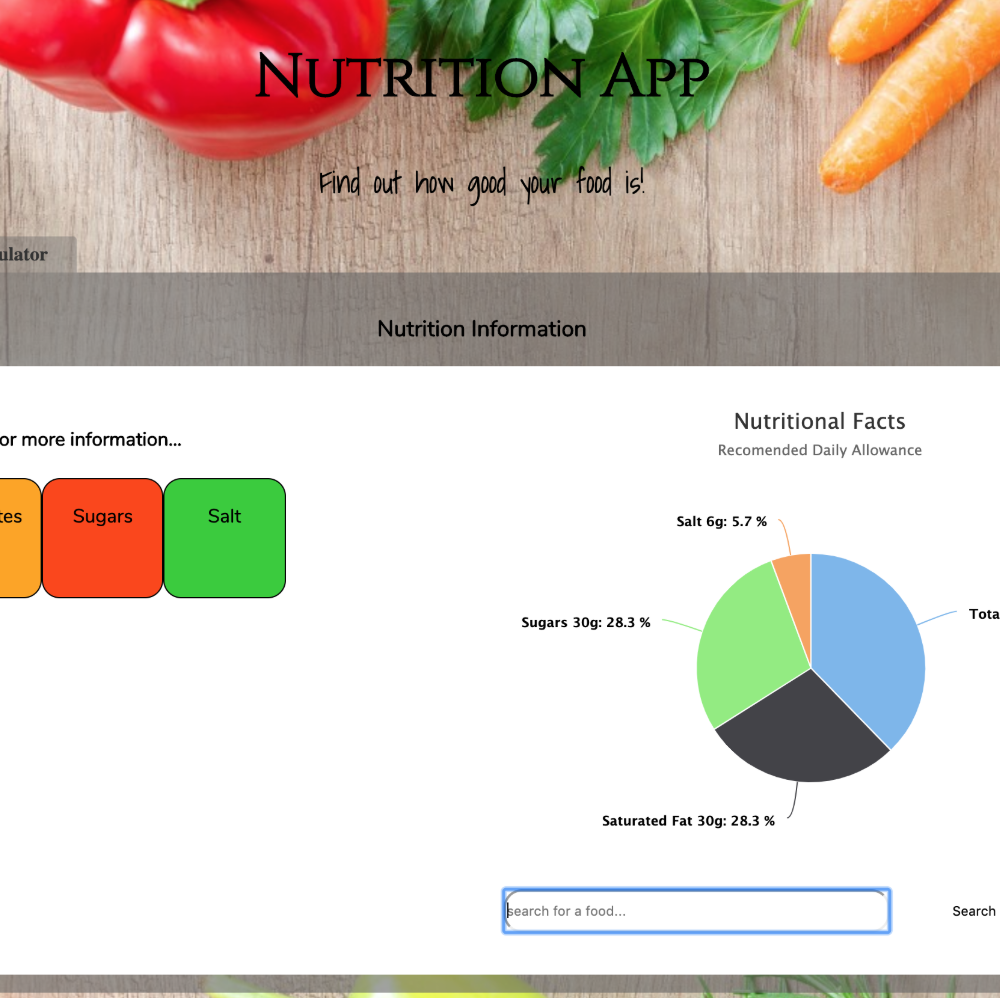 Nutrition App
Find out how good your food is!
ulator
Nutrition Information
or more information...
tes
Sugars
Salt
Nutritional Facts
Recomended Daily Allowance
Salt 6g: 5.7 %
Sugars 30g: 28.3 %
Tota
Saturated Fat 30g: 28.3 %
search for a food...
Search